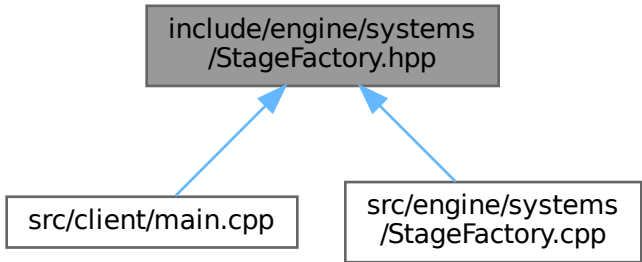 include/engine/systems
/StageFactory.hpp
src/client/main.cpp
src/engine/systems
/StageFactory.cpp